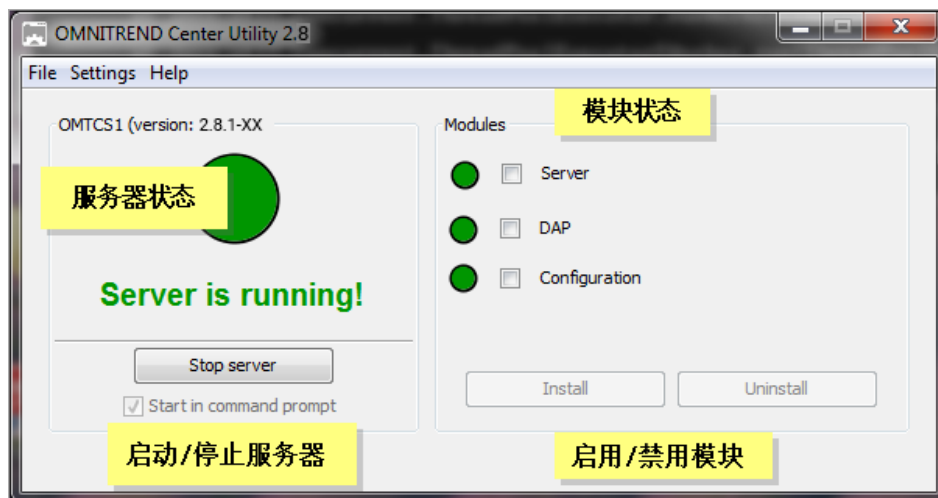 OMNITREND Center Utility 2.8
File Settings Help
OMTCS1 (version: 2.8.1-XX
服务器状态
Server is running!
Stop server
Start in command prompt
启动/停止服务器
Modules
模块状态
Server
DAP
Configuration
Install
Uninstall
启用/禁用模块